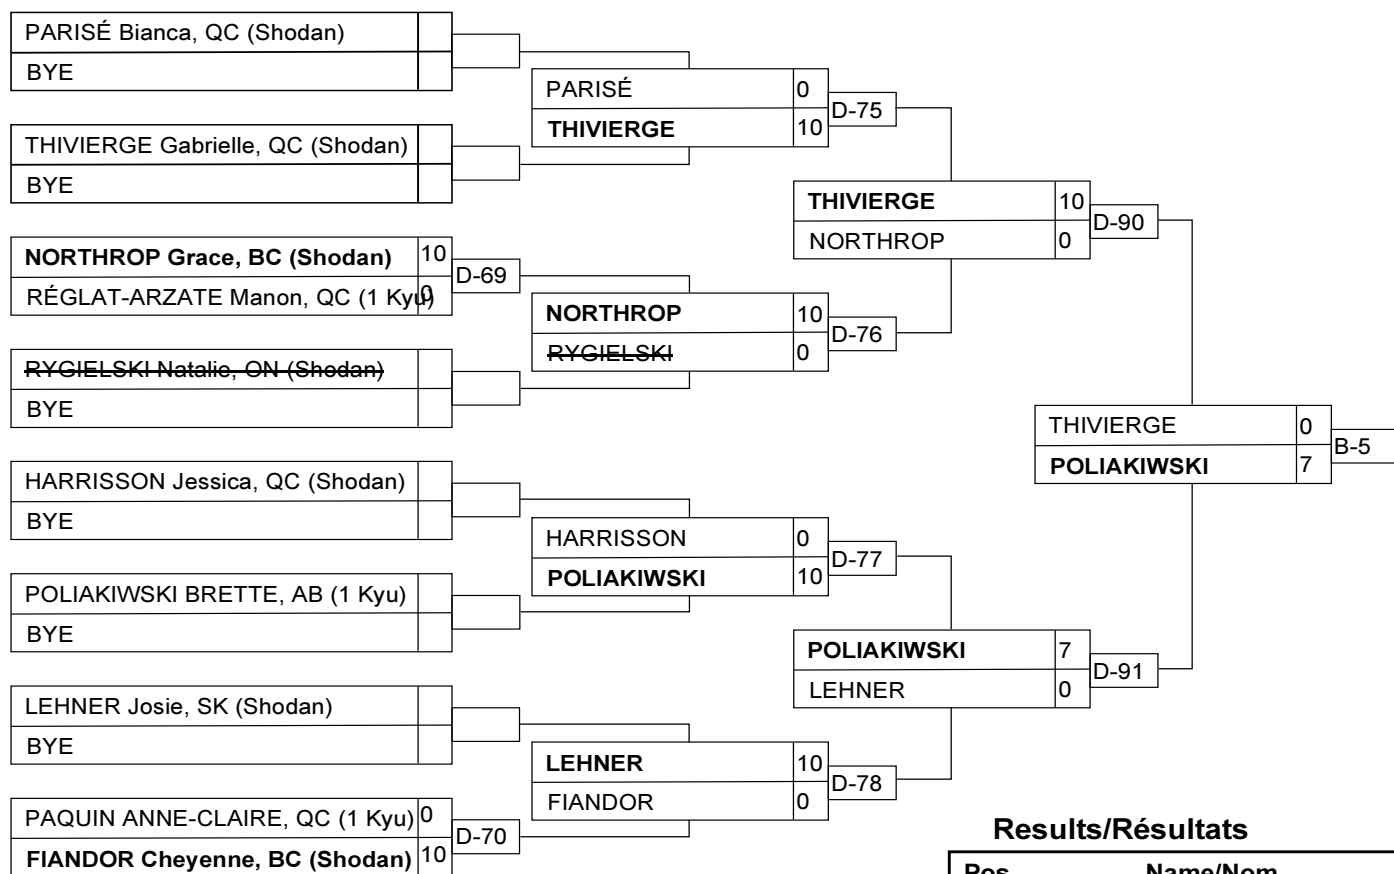 PARISÉ Bianca, QC (Shodan)
BYE
THIVIERGE Gabrielle, QC (Shodan)
BYE
NORTHROP Grace, BC (Shodan) 10
RÉGLAT-ARZATE Manon, QC (1 Kyu) 0
D-69
RYGIELSKI Natalie, ON (Shodan)
BYE
HARRISSON Jessica, QC (Shodan)
BYE
POLIAKIWSKI BRETTE, AB (1 Kyu)
BYE
LEHNER Josie, SK (Shodan)
BYE
PAQUIN ANNE-CLAIRE, QC (1 Kyu) 0
FIANDOR Cheyenne, BC (Shodan) 10
D-70
PARISÉ 0
THIVIERGE 10
D-75
NORTHROP 10
RYGIELSKI 0
D-76
HARRISSON 0
POLIAKIWSKI 10
D-77
LEHNER 10
FIANDOR 0
D-78
THIVIERGE 10
NORTHROP 0
D-90
POLIAKIWSKI 7
LEHNER 0
D-91
THIVIERGE 0
POLIAKIWSKI 7
B-5
Results/Résultats
Pos Name/Nom